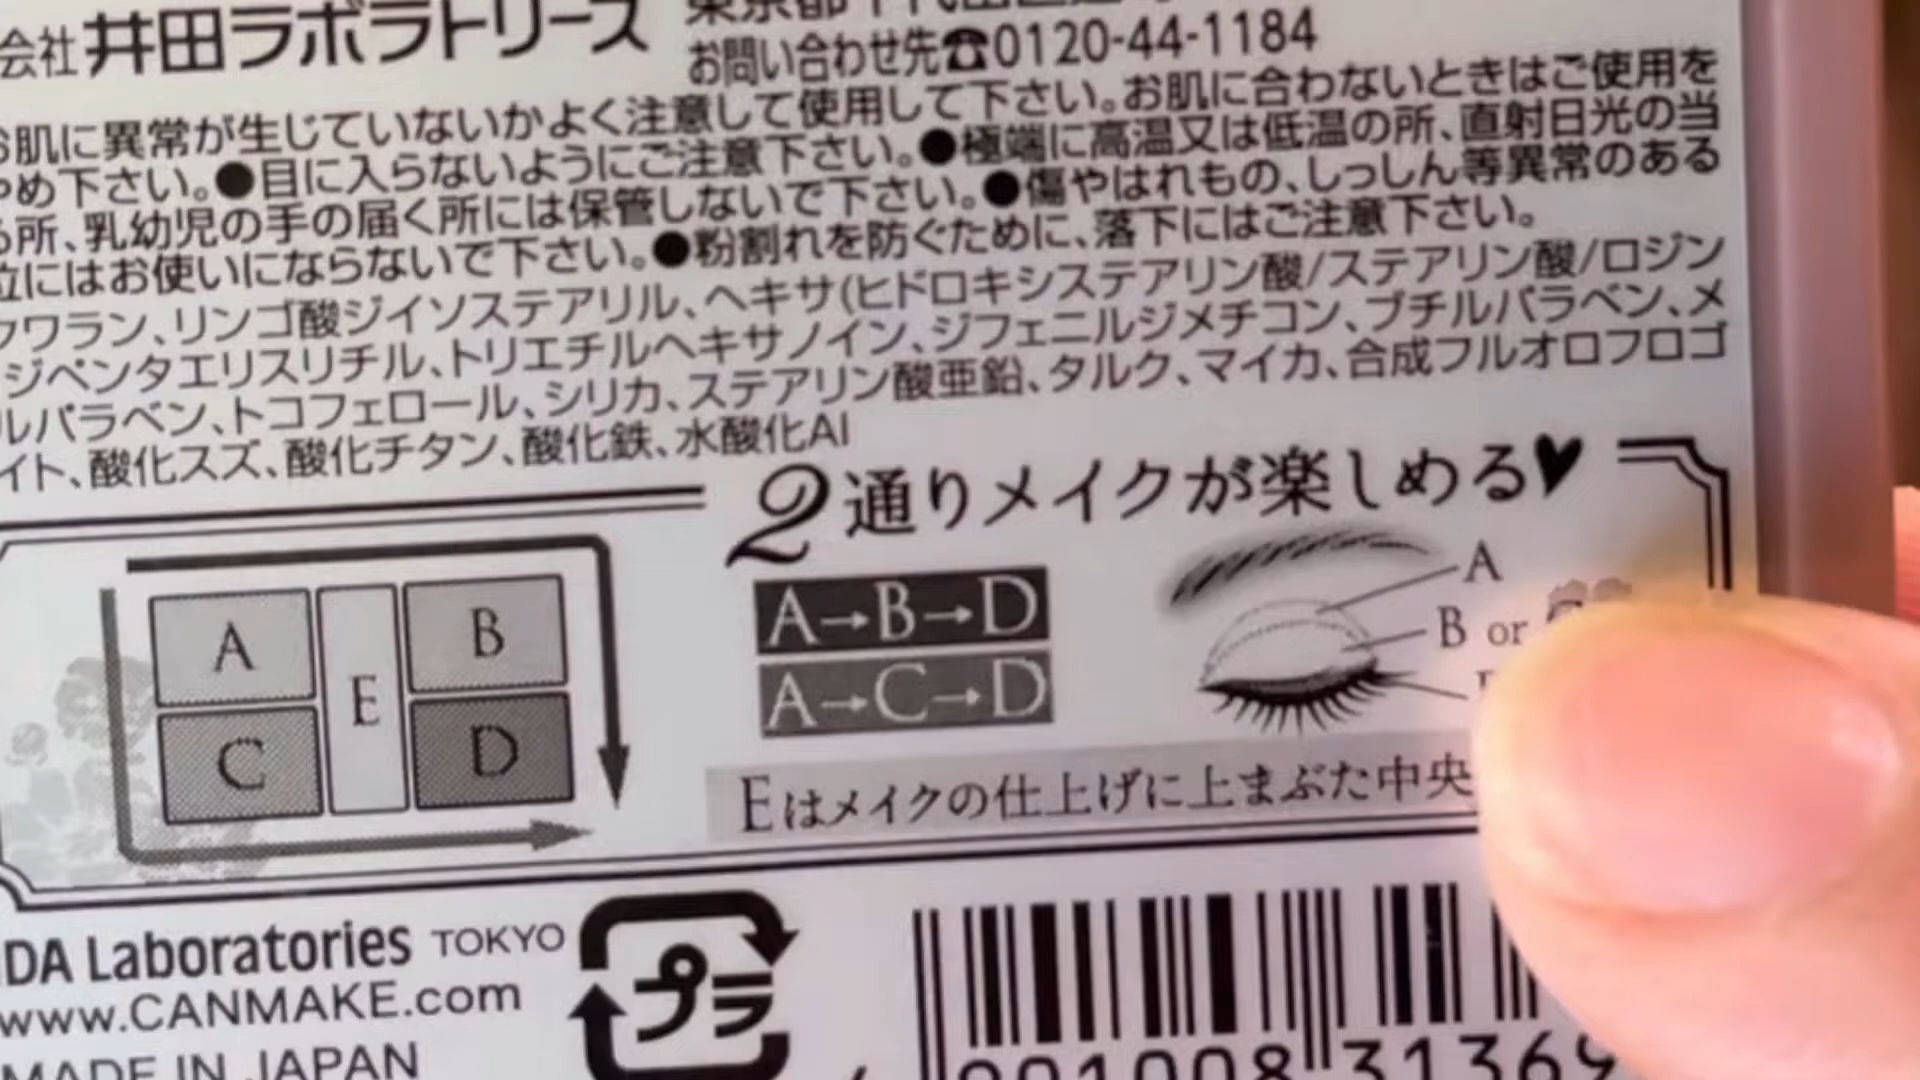 会社 井田ラボラトリーズ
お問い合わせ先☎0120-44-1184
お肌に異常が生じていないかよく注意して使用して下さい。お肌に合わないときはご使用を
やめ下さい。●目に入らないようにご注意下さい。●極端に高温又は低温の所、直射日光の当
る所、乳幼児の手の届く所には保管しないで下さい。●傷やはれもの、しっしん等異常のある
位にはお使いにならないで下さい。●粉割れを防ぐために、落下にはご注意下さい。
クワラン、リンゴ酸ジイソステアリル、ヘキサ(ヒドロキシステアリン酸/ステアリン酸/ロジン
ジペンタエリスリチル、トリエチルヘキサノイン、ジフェニルジメチコン、ブチルパラベン、メ
ルパラベン、トコフェロール、シリカ、ステアリン酸亜鉛、タルク、マイカ、合成フルオロフロゴ
イト、酸化スズ、酸化チタン、酸化鉄、水酸化Al
2通りメイクが楽しめる♥
A B
E
C D
A→B→D
A→C→D
A
B or
Eはメイクの仕上げに上まぶた中央
DA Laboratories TOKYO
www.CANMAKE.com
MADE IN JAPAN
プラ